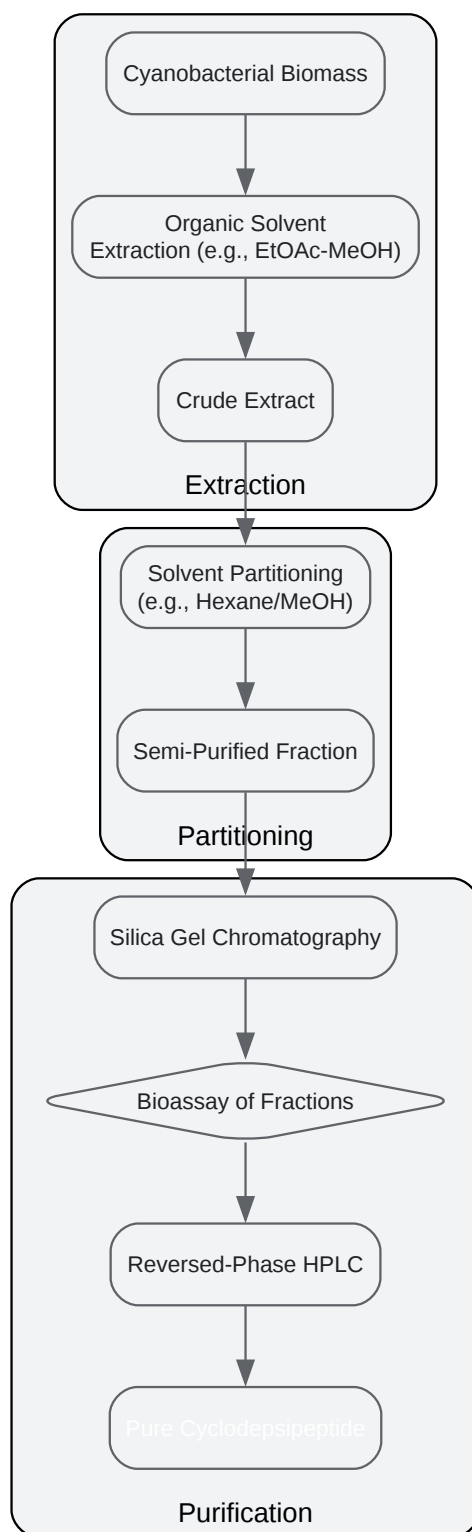 Cyanobacterial Biomass
Organic Solvent
Extraction (e.g., EtOAc-MeOH)
Crude Extract
Extraction
Solvent Partitioning
(e.g., Hexane/MeOH)
Semi-Purified Fraction
Partitioning
Silica Gel Chromatography
Bioassay of Fractions
Reversed-Phase HPLC
Pure Cyclodepsipeptide
Purification